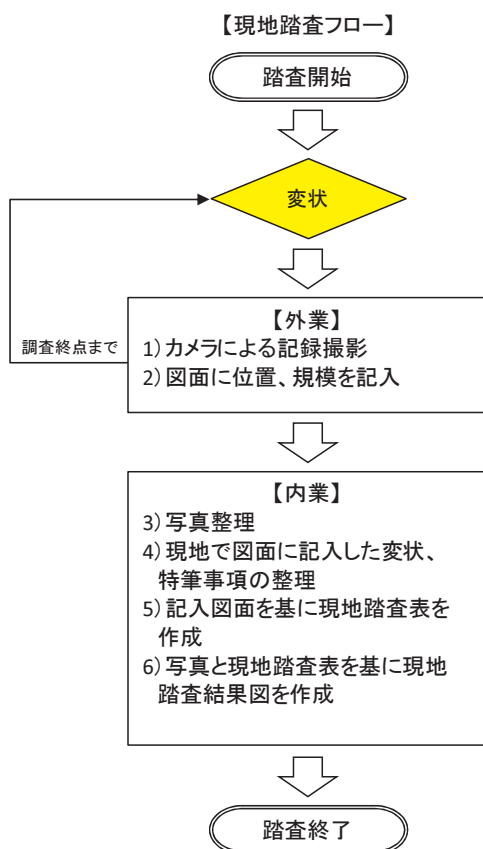 【現地踏査フロー】
踏査開始
変状
調査終点まで
【外業】
1)カメラによる記録撮影
2)図面に位置、規模を記入
【内業】
3)写真整理
4)現地で図面に記入した変状、
特筆事項の整理
5)記入図面を基に現地踏査表を
作成
6)写真と現地踏査表を基に現地
踏査結果図を作成
踏査終了